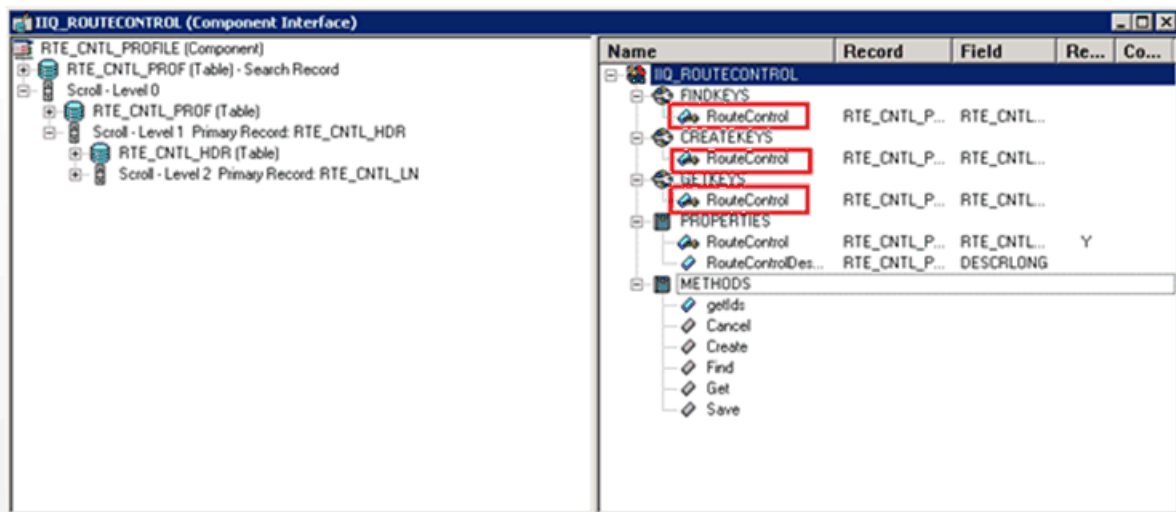 IIQ_ROUTECONTROL (Component Interface)
RTE_CNTL_PROFILE (Component)
RTE_CNTL_PROF (Table) - Search Record
Scroll - Level 0
RTE_CNTL_PROF (Table)
Scroll - Level 1 Primary Record: RTE_CNTL_HDR
RTE_CNTL_HDR (Table)
Scroll - Level 2 Primary Record: RTE_CNTL_LN
Name Record Field Re... Co...
IIQ_ROUTECONTROL
FINDKEYS
RouteControl RTE_CNTL_P... RTE_CNTL...
CREATEKEYS
RouteControl RTE_CNTL_P... RTE_CNTL...
GETKEYS
RouteControl RTE_CNTL_P... RTE_CNTL...
PROPERTIES
RouteControl RTE_CNTL_P... RTE_CNTL... Y
RouteControlDes... RTE_CNTL_P... DESCRLONG
METHODS
getIds
Cancel
Create
Find
Get
Save